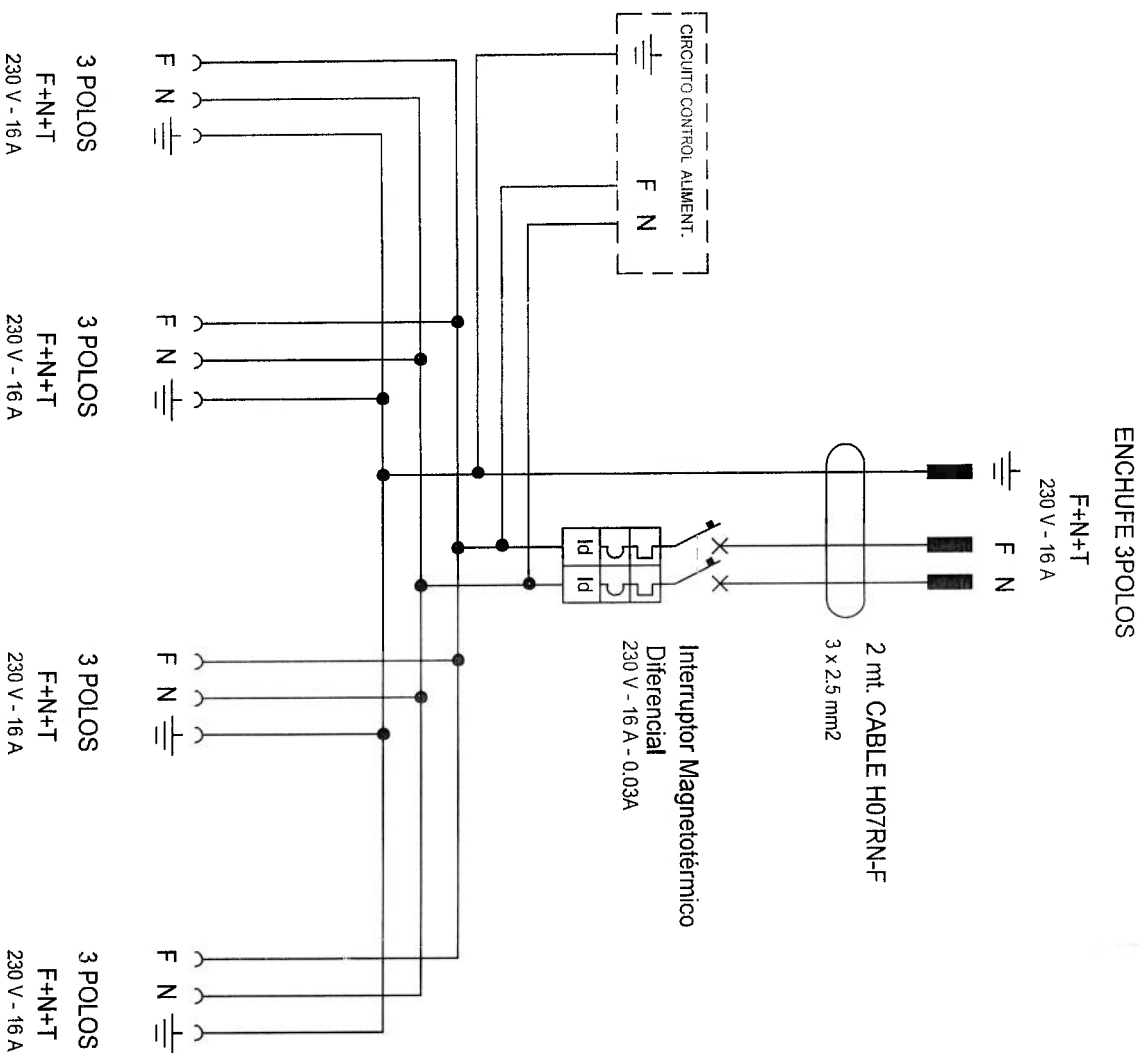 ENCHUFE 3POLOS
F+N+T
230 V - 16 A
F
N
2 mt. CABLE H07RN-F
3 x 2.5 mm2
Interruptor Magnetotérmico
Diferencial
230 V - 16 A - 0.03A
Id
Id
CIRCUITO CONTROL ALIMENT.
F
N
F
N
3 POLOS
F+N+T
230 V - 16 A
F
N
3 POLOS
F+N+T
230 V - 16 A
F
N
3 POLOS
F+N+T
230 V - 16 A
F
N
3 POLOS
F+N+T
230 V - 16 A